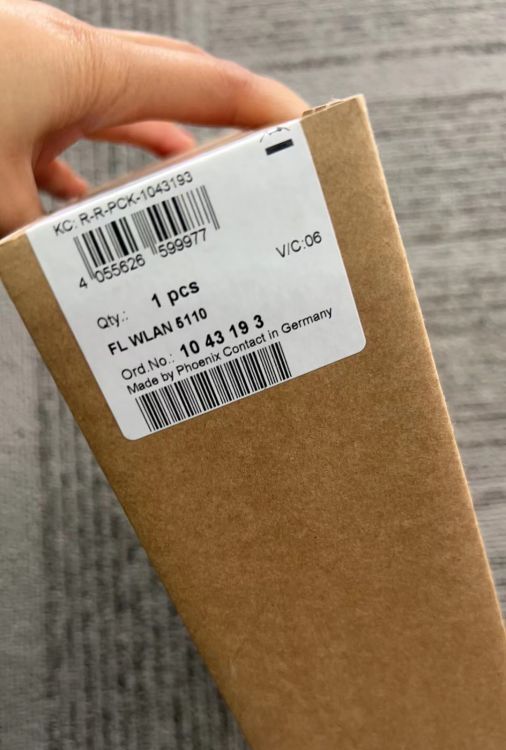 KC: R-R-PCK-1043193
4 055626 599977
V/C:06
Qty.: 1 pcs
FL WLAN 5110
Ord.No.: 10 43 19 3
Made by Phoenix Contact in Germany